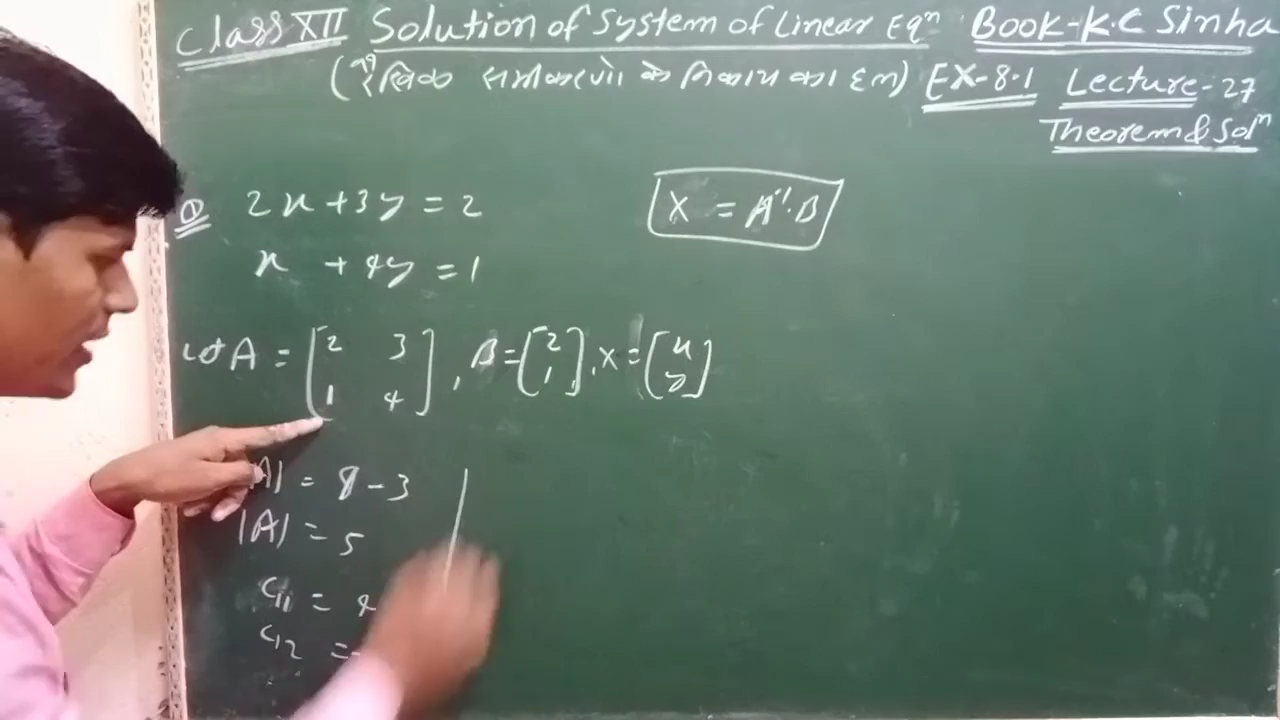 Class XII Solution of System of Linear Eqⁿ Book-K.C Sinha
(रैखिक समीकरणों के निकाय का हल) EX-8.1 Lecture-27
Theorem & Solⁿ
Q 2x+3y=2
x +4y=1
X = A⁻¹.B
Let A = [2 3
1 4], B=[2
1], X=[x
y]
|A| = 8-3
|A| = 5
C₁₁ = 4
C₁₂ = -